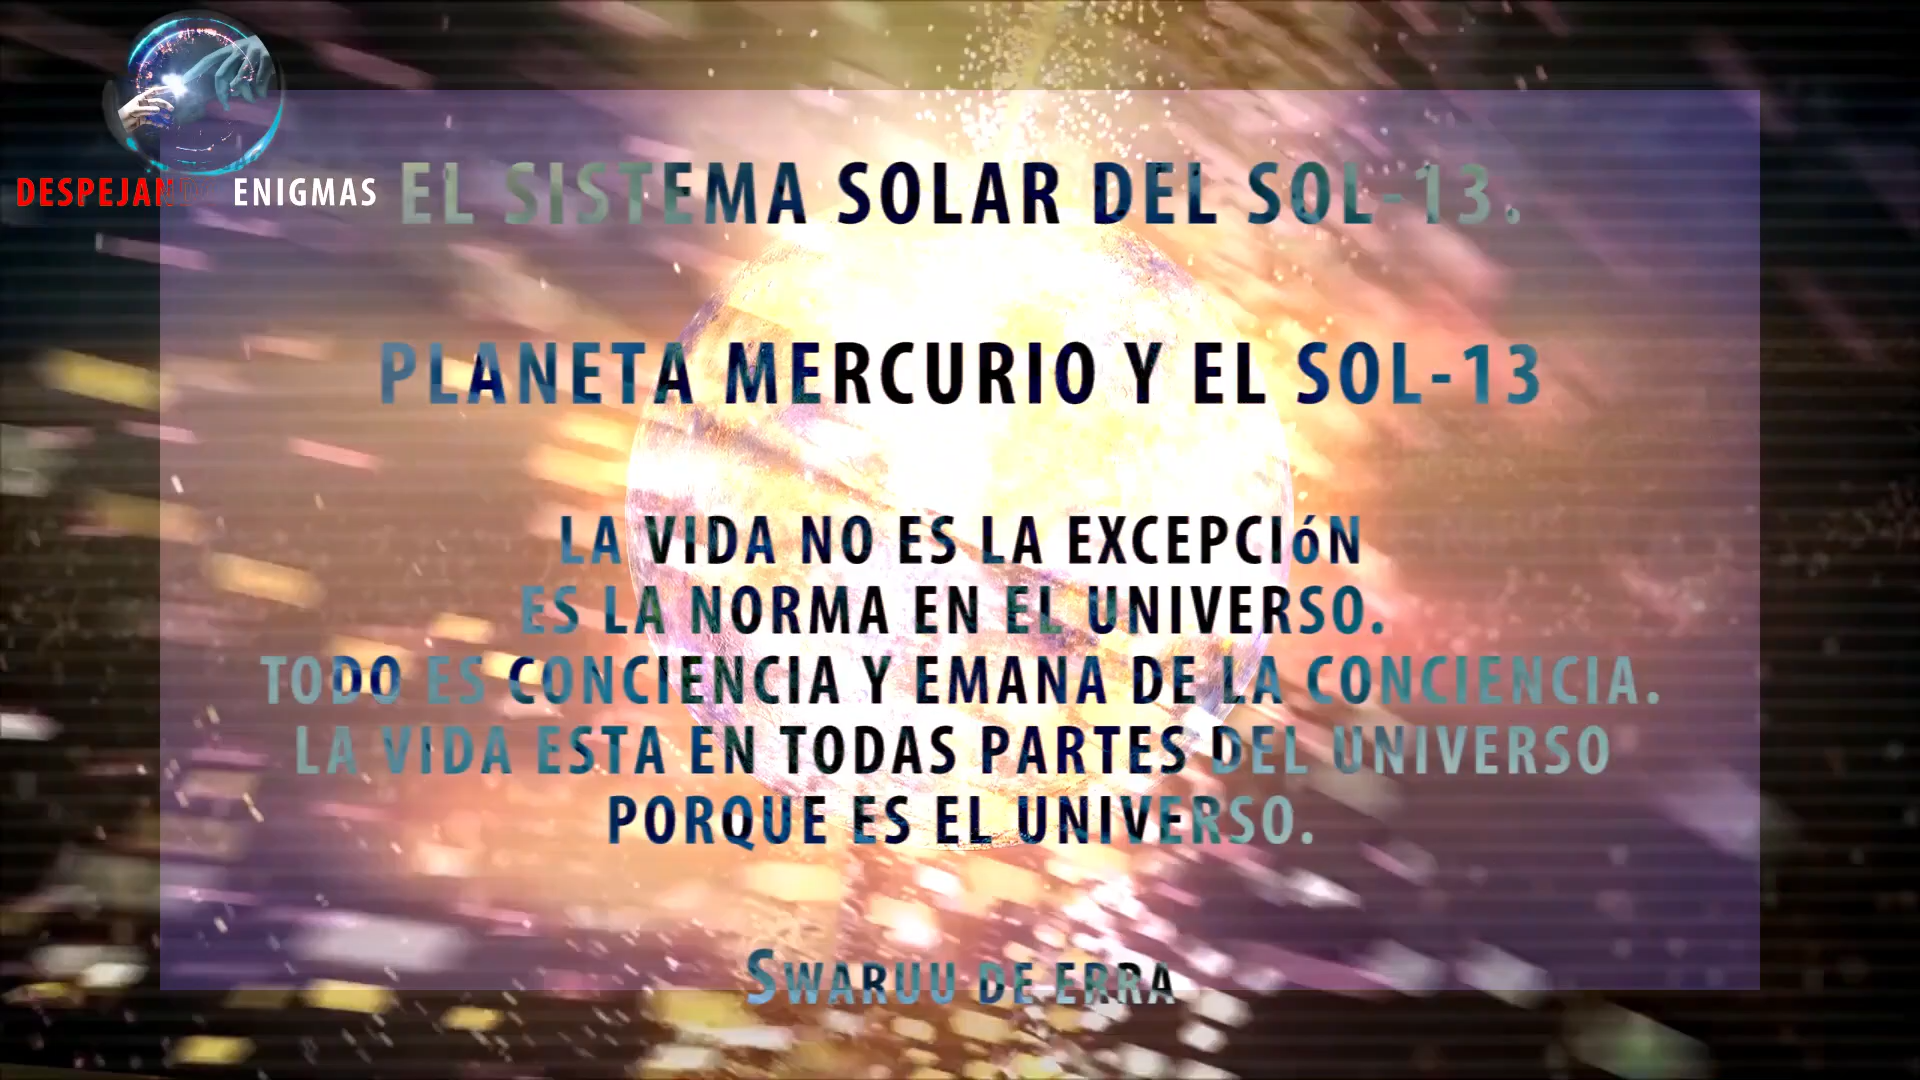 DESPEJAN ENIGMAS
EL SISTEMA SOLAR DEL SOL-13.
PLANETA MERCURIO Y EL SOL-13
LA VIDA NO ES LA EXCEPCIóN
ES LA NORMA EN EL UNIVERSO.
TODO ES CONCIENCIA Y EMANA DE LA CONCIENCIA.
LA VIDA ESTA EN TODAS PARTES DEL UNIVERSO
PORQUE ES EL UNIVERSO.
SWARUU DE ERRA